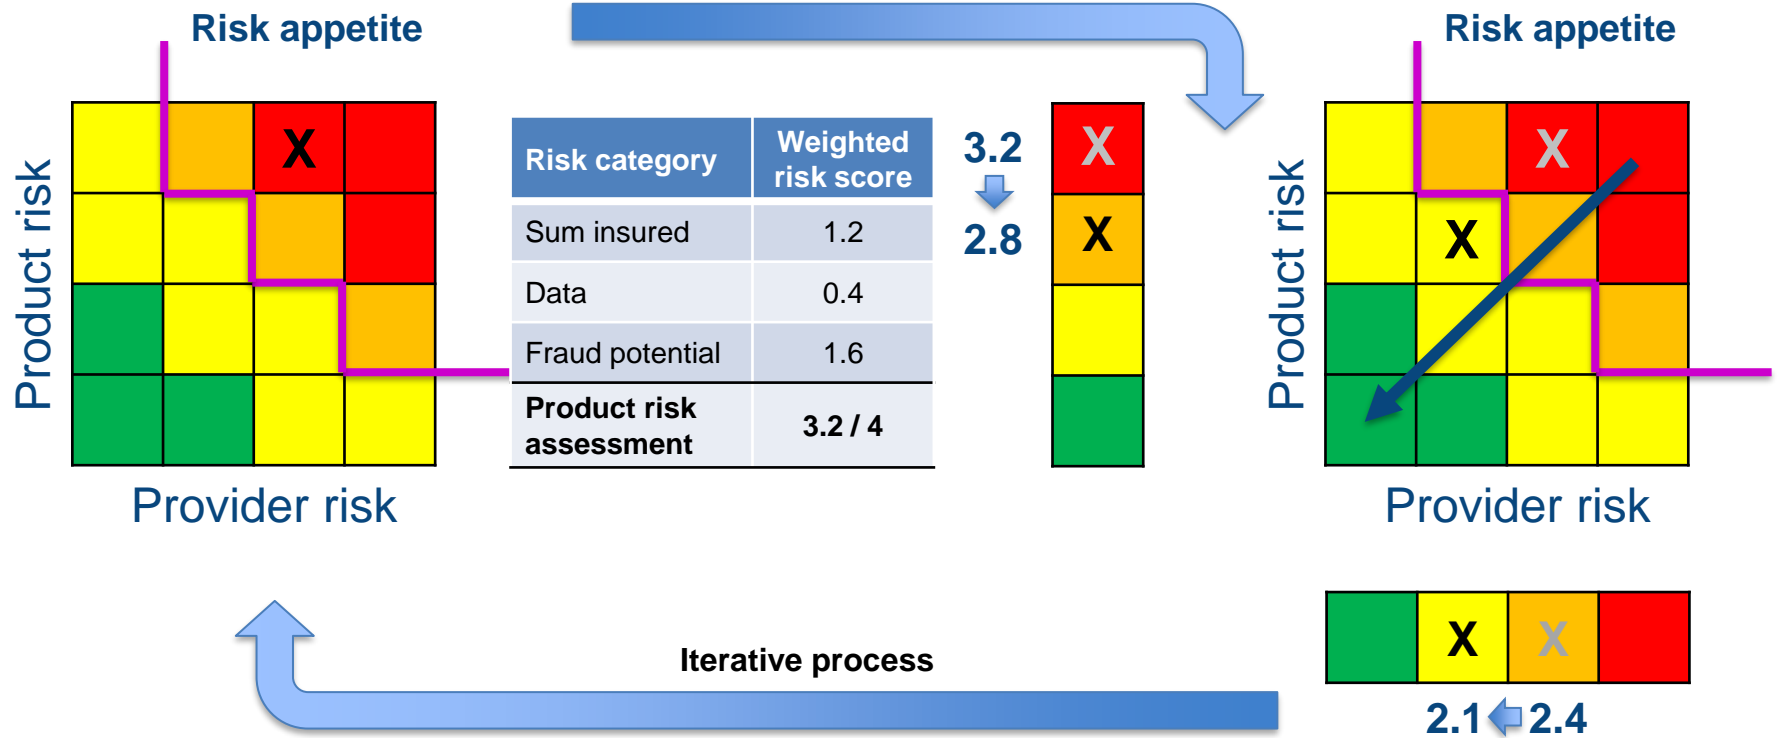 Risk appetite
Product risk
X
Provider risk
Risk category
Weighted
risk score
Sum insured
1.2
Data
0.4
Fraud potential
1.6
Product risk
assessment
3.2 / 4
3.2
2.8
X
X
Risk appetite
Product risk
X
X
Provider risk
X X
2.1 2.4
Iterative process